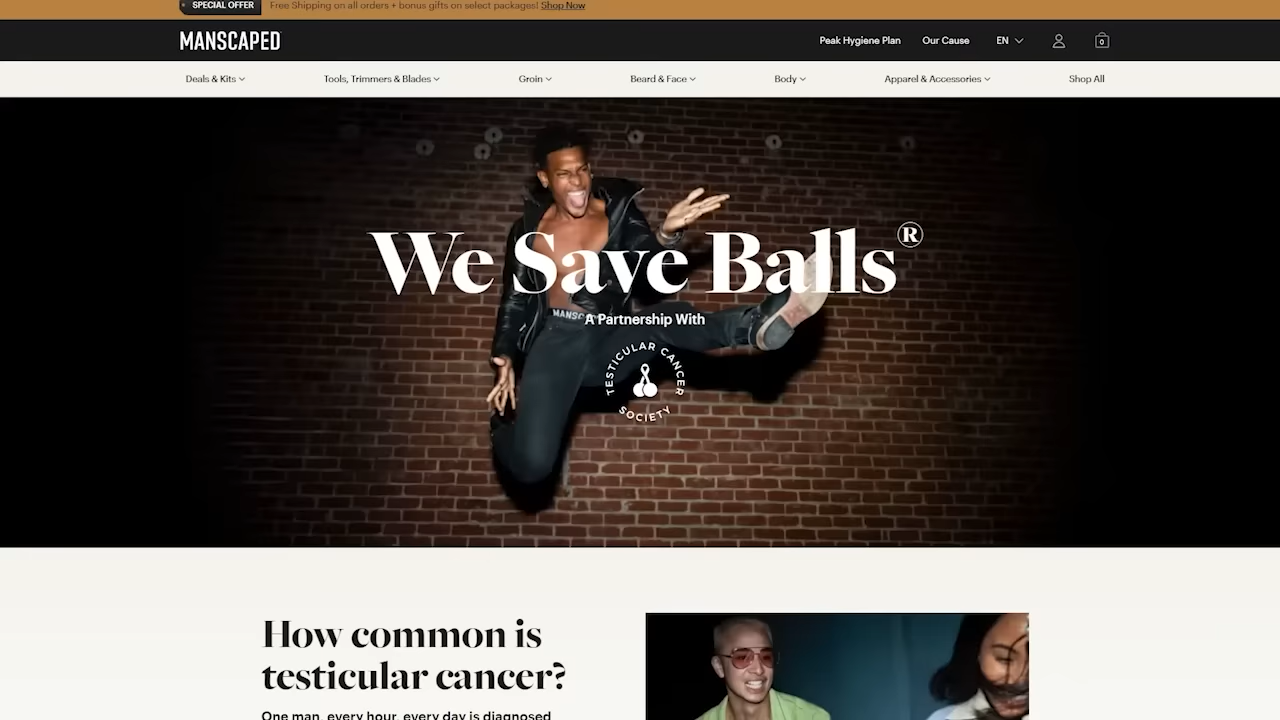 SPECIAL OFFER
Free Shipping on all orders + bonus gifts on select packages! Shop Now
MANSCAPED
Peak Hygiene Plan
Our Cause
EN
0
Deals & Kits
Tools, Trimmers & Blades
Groin
Beard & Face
Body
Apparel & Accessories
Shop All
We Save Balls®
MANSC
A Partnership With
TESTICULAR CANCER
SOCIETY
How common is
testicular cancer?
One man, every hour, every day is diagnosed